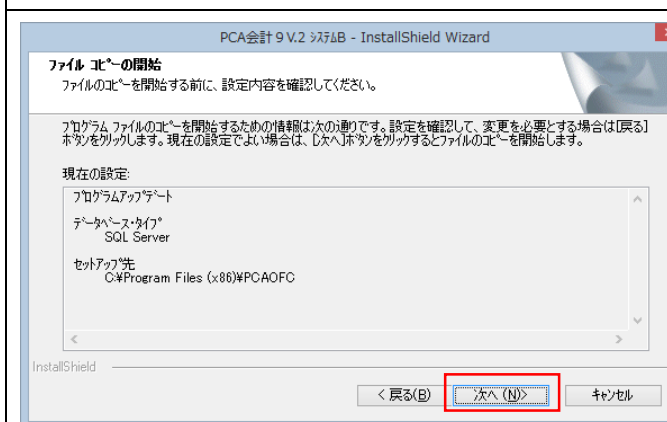 PCA会計９V.2 ｼｽﾃﾑB - InstallShield Wizard
ﾌｧｲﾙ ｺﾋﾟｰの開始
ﾌｧｲﾙのｺﾋﾟｰを開始する前に、設定内容を確認してください。
ﾌﾟﾛｸﾞﾗﾑ ﾌｧｲﾙのｺﾋﾟｰを開始するための情報は次の通りです。設定を確認して、変更を必要とする場合は[戻る]
ﾎﾞﾀﾝをｸﾘｯｸします。現在の設定でよい場合は、[次へ]ﾎﾞﾀﾝをｸﾘｯｸするとﾌｧｲﾙのｺﾋﾟｰを開始します。
現在の設定:
ﾌﾟﾛｸﾞﾗﾑｱｯﾌﾟﾃﾞｰﾄ
ﾃﾞｰﾀﾍﾞｰｽ･ﾀｲﾌﾟ
SQL Server
ｾｯﾄｱｯﾌﾟ先
C:¥Program Files (x86)¥PCAOFC
InstallShield
< 戻る(B)
次へ (N)>
ｷｬﾝｾﾙ